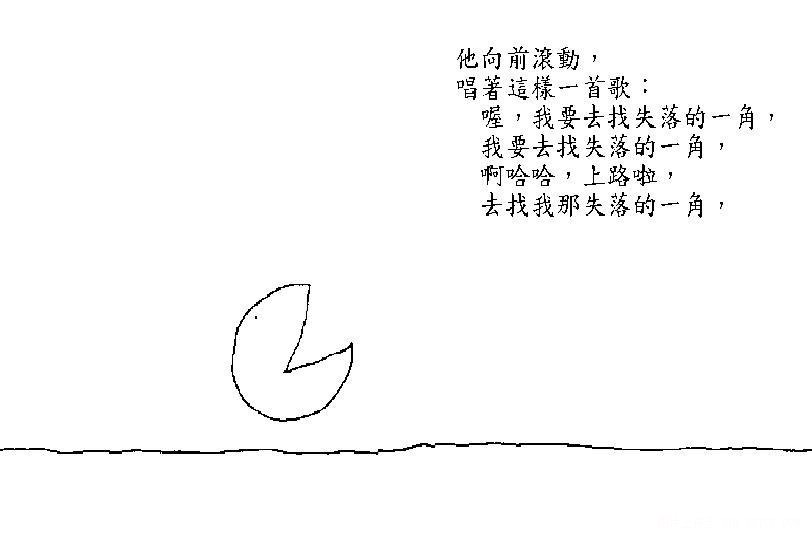 他向前滾動，
唱著這樣一首歌：
喔，我要去找失落的一角，
我要去找失落的一角，
啊哈哈，上路啦，
去找我那失落的一角，